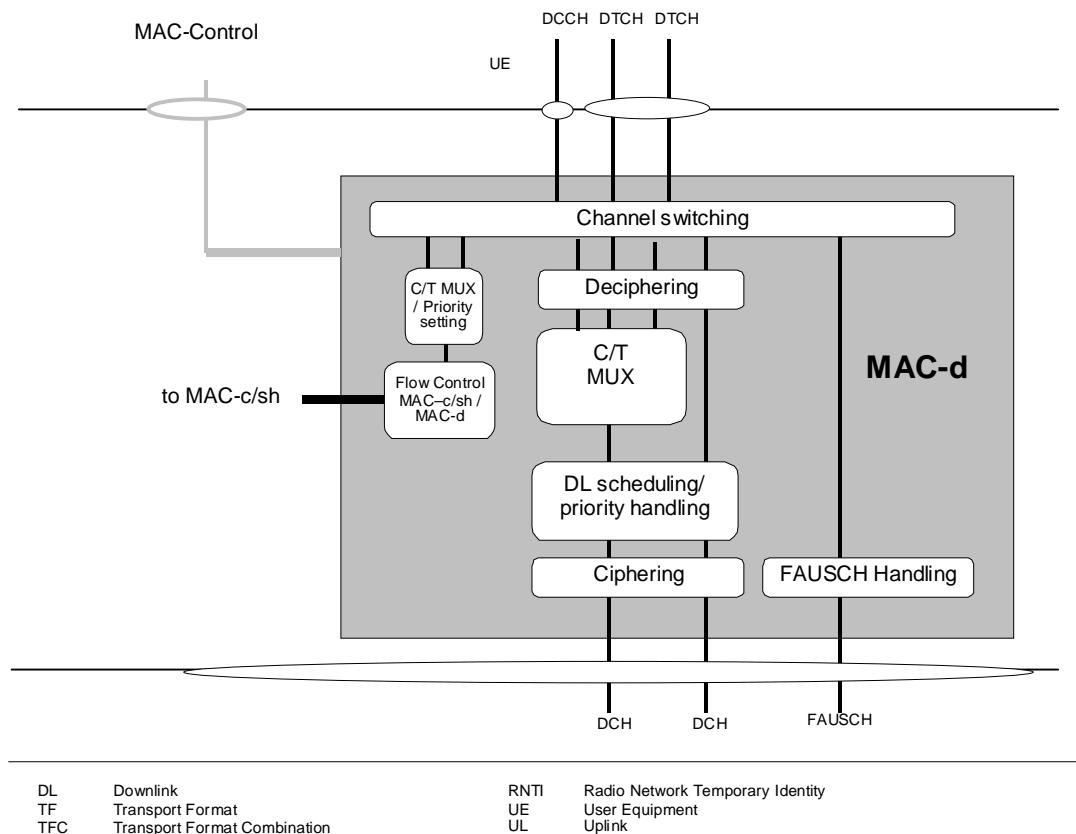 DCCH DTCH DTCH
MAC-Control
UE
Channel switching
C/T MUX
/ Priority
setting
Deciphering
C/T
MUX
MAC-d
to MAC-c/sh
Flow Control
MAC–c/sh /
MAC-d
DL scheduling/
priority handling
Ciphering
FAUSCH Handling
DCH DCH FAUSCH
DL Downlink RNTI Radio Network Temporary Identity
TF Transport Format UE User Equipment
TFC Transport Format Combination UL Uplink